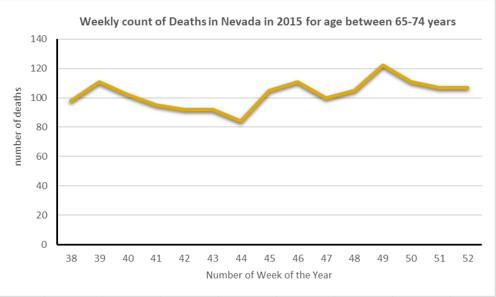 Weekly count of Deaths in Nevada in 2015 for age between 65-74 years
140
120
100
80
60
40
20
0
number of deaths
38 39 40 41 42 43 44 45 46 47 48 49 50 51 52
Number of Week of the Year